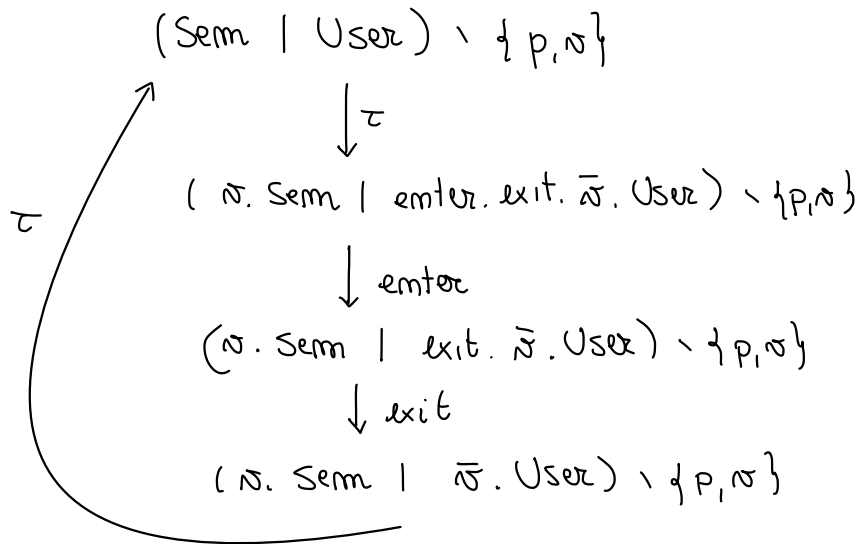 (Sem | User) \ {p,v}
τ
τ
(v. Sem | enter. exit. v̄. User) \ {p,v}
enter
(v. Sem | exit. v̄. User) \ {p,v}
exit
(v. Sem | v̄. User) \ {p,v}